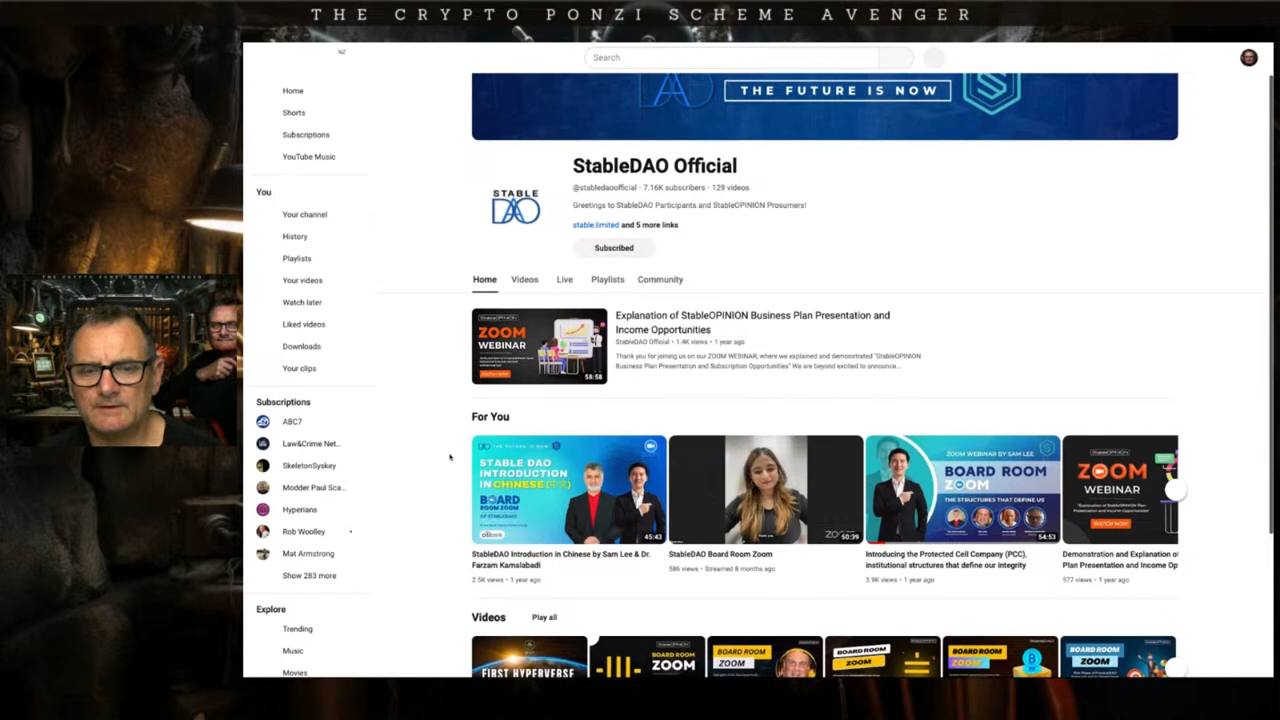 THE CRYPTO PONZI SCHEME AVENGER
NZ
Search
THE FUTURE IS NOW
Home
Shorts
Subscriptions
YouTube Music
You
Your channel
History
Playlists
Your videos
Watch later
Liked videos
Downloads
Your clips
Subscriptions
ABC7
Law&Crime Net...
SkeletonSyskey
Modder Paul Sca...
Hyperians
Rob Woolley
Mat Armstrong
Show 283 more
Explore
Trending
Music
Movies
STABLE
DAO
StableDAO Official
@stabledaoofficial · 7.16K subscribers · 129 videos
Greetings to StableDAO Participants and StableOPINION Prosumers!
stable.limited and 5 more links
Subscribed
Home Videos Live Playlists Community
ZOOM
WEBINAR
58:58
Explanation of StableOPINION Business Plan Presentation and
Income Opportunities
StableDAO Official • 1.4K views • 1 year ago
Thank you for joining us on our ZOOM WEBINAR, where we explained and demonstrated "StableOPINION
Business Plan Presentation and Subscription Opportunities" We are beyond excited to announce...
For You
THE FUTURE IS NOW
STABLE DAO
INTRODUCTION
IN CHINESE (中文)
BOARD
ROOM ZOOM
OF STABLEDAO
citibank
45:43
StableDAO Introduction in Chinese by Sam Lee & Dr.
Farzam Kamalabadi
2.5K views • 1 year ago
50:39
StableDAO Board Room Zoom
586 views • Streamed 8 months ago
ZOOM WEBINAR BY SAM LEE
BOARD ROOM
ZOOM
THE STRUCTURES THAT DEFINE US
54:53
Introducing the Protected Cell Company (PCC),
institutional structures that define our integrity
3.9K views • 1 year ago
ZOOM
WEBINAR
WATCH NOW
Demonstration and Explanation of
Plan Presentation and Income Op
577 views • 1 year ago
Videos Play all
FIRST HYPERVERSE
BOARD ROOM
ZOOM
BOARD ROOM
ZOOM
BOARD ROOM
ZOOM
BOARD ROOM
ZOOM
BOARD ROOM
ZOOM